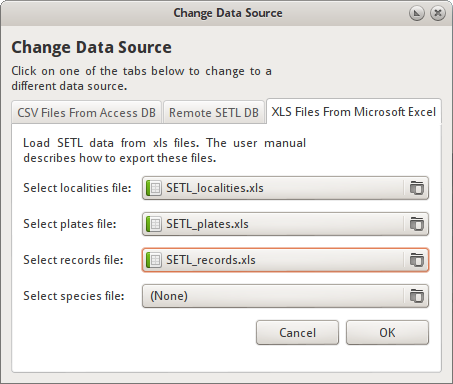 Change Data Source
Change Data Source
Click on one of the tabs below to change to a
different data source.
CSV Files From Access DB Remote SETL DB XLS Files From Microsoft Excel
Load SETL data from xls files. The user manual
describes how to export these files.
Select localities file: SETL_localities.xls
Select plates file: SETL_plates.xls
Select records file: SETL_records.xls
Select species file: (None)
Cancel OK